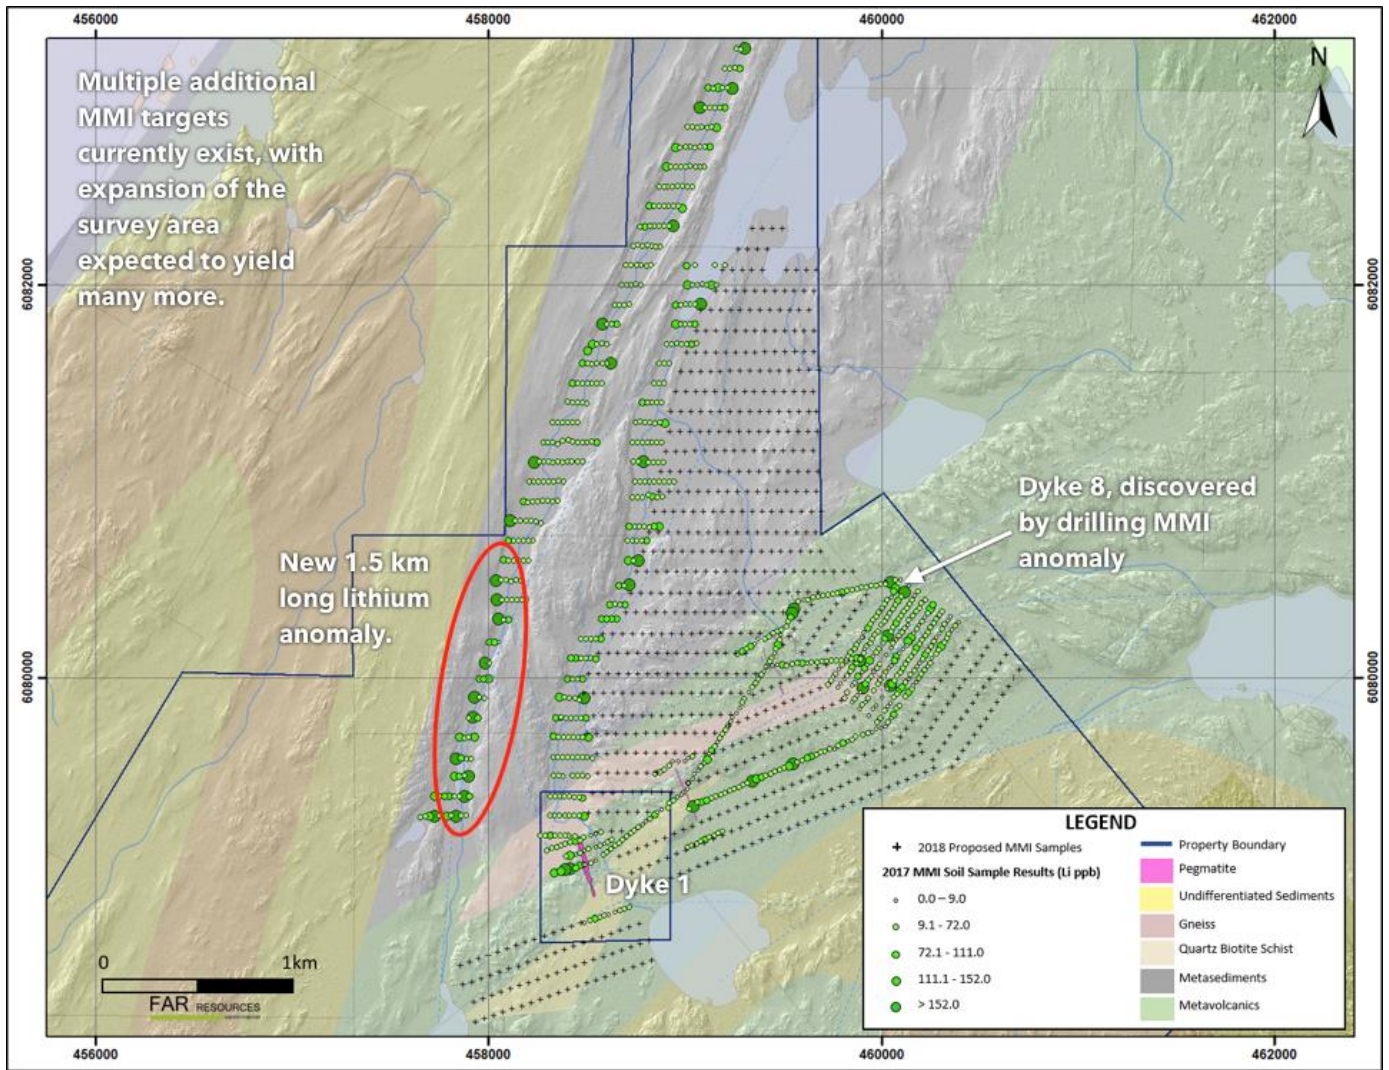 456000
458000
460000
462000
N
Multiple additional
MMI targets
currently exist, with
expansion of the
survey area
expected to yield
many more.
6082000
6082000
Dyke 8, discovered
by drilling MMI
anomaly
New 1.5 km
long lithium
anomaly.
6080000
6080000
Dyke 1
0 1km
FAR RESOURCES
LEGEND
2018 Proposed MMI Samples
2017 MMI Soil Sample Results (Li ppb)
0.0 – 9.0
9.1 - 72.0
72.1 - 111.0
111.1 - 152.0
> 152.0
Property Boundary
Pegmatite
Undifferentiated Sediments
Gneiss
Quartz Biotite Schist
Metasediments
Metavolcanics
456000
458000
460000
462000